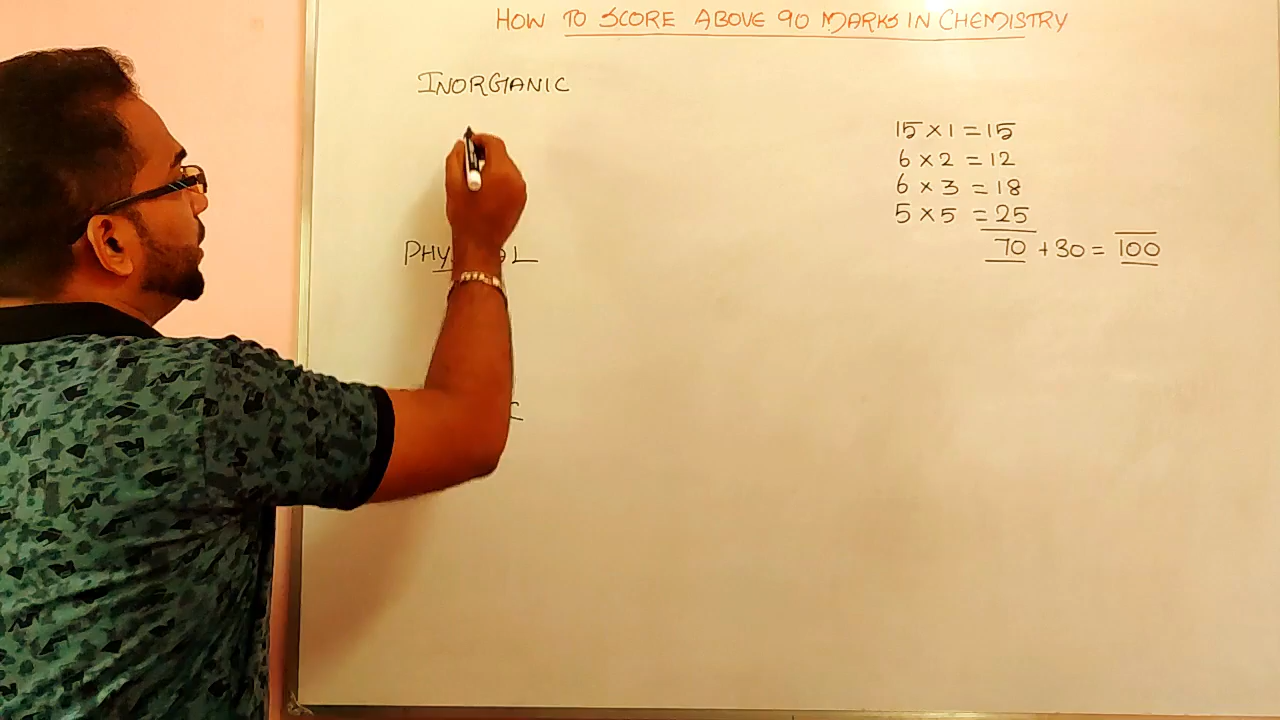 HOW TO SCORE ABOVE 90 MARKS IN CHEMISTRY
INORGANIC
15 × 1 = 15
6 × 2 = 12
6 × 3 = 18
5 × 5 = 25
70 + 30 = 100